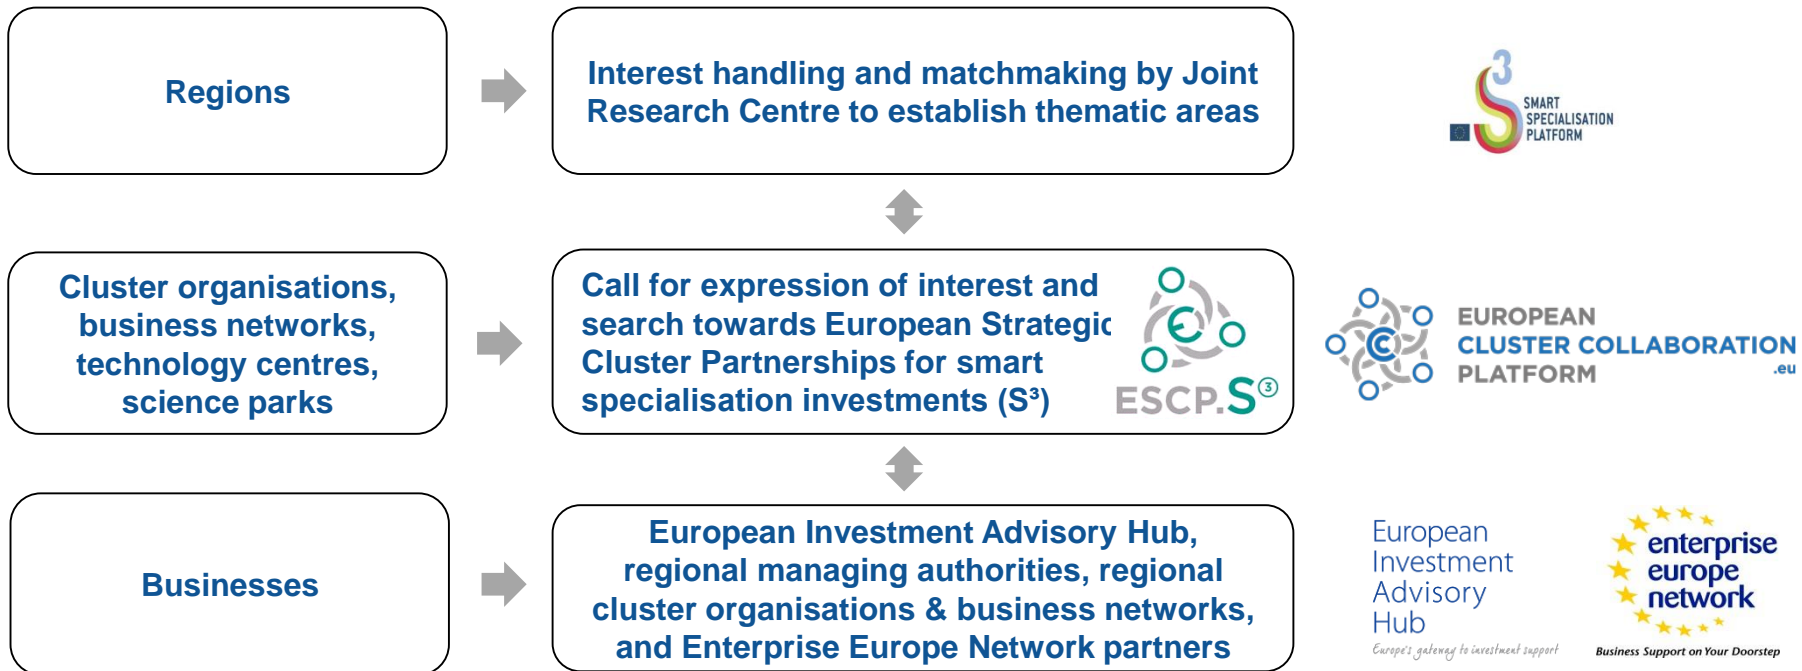 Regions
Interest handling and matchmaking by Joint
Research Centre to establish thematic areas
3
S
SMART
SPECIALISATION
PLATFORM
Cluster organisations,
business networks,
technology centres,
science parks
Call for expression of interest and
search towards European Strategic
Cluster Partnerships for smart
specialisation investments (S³)
E
ESCP.S③
C
EUROPEAN
CLUSTER COLLABORATION
PLATFORM
.eu
Businesses
European Investment Advisory Hub,
regional managing authorities, regional
cluster organisations & business networks,
and Enterprise Europe Network partners
European
Investment
Advisory
Hub
Europe's gateway to investment support
enterprise
europe
network
Business Support on Your Doorstep